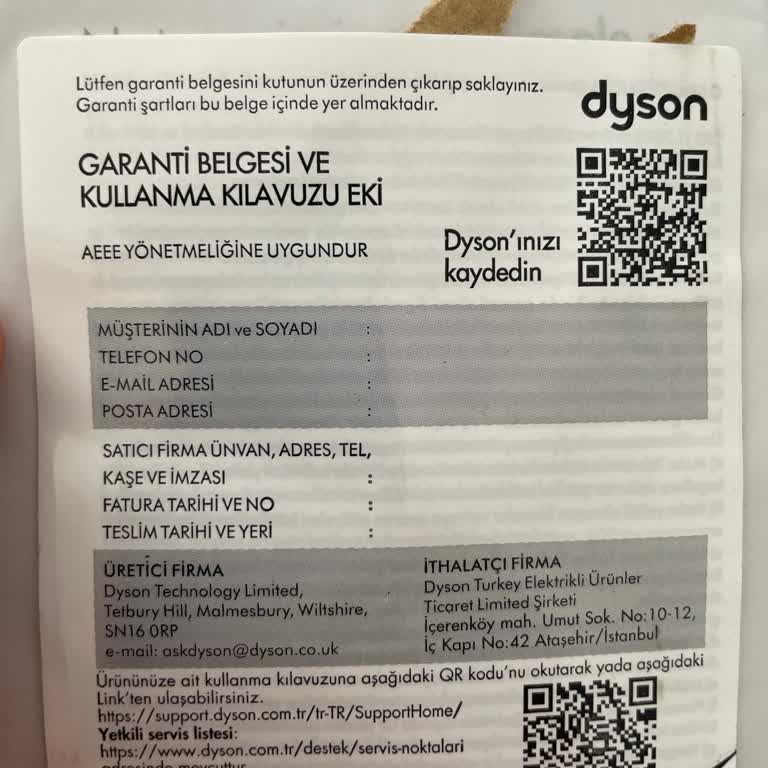 Lütfen garanti belgesini kutunun üzerinden çıkarıp saklayınız.
Garanti şartları bu belge içinde yer almaktadır.
dyson
GARANTİ BELGESİ VE
KULLANMA KILAVUZU EKİ
AEEE YÖNETMELİĞİNE UYGUNDUR
Dyson'ınızı
kaydedin
MÜŞTERİNİN ADI ve SOYADI :
TELEFON NO :
E-MAİL ADRESİ :
POSTA ADRESİ :
SATICI FİRMA ÜNVAN, ADRES, TEL,
KAŞE VE İMZASI :
FATURA TARİHİ VE NO :
TESLİM TARİHİ VE YERİ :
ÜRETİCİ FİRMA
Dyson Technology Limited,
Tetbury Hill, Malmesbury, Wiltshire,
SN16 0RP
e-mail: askdyson@dyson.co.uk
İTHALATÇI FİRMA
Dyson Turkey Elektrikli Ürünler
Ticaret Limited Şirketi
İçerenköy mah. Umut Sok. No:10-12,
İç Kapı No:42 Ataşehir/İstanbul
Ürününüze ait kullanma kılavuzuna aşağıdaki QR kodu'nu okutarak yada aşağıdaki
Link'ten ulaşabilirsiniz.
https://support.dyson.com.tr/tr-TR/SupportHome/
Yetkili servis listesi:
https://www.dyson.com.tr/destek/servis-noktalari
adresinde mevcuttur